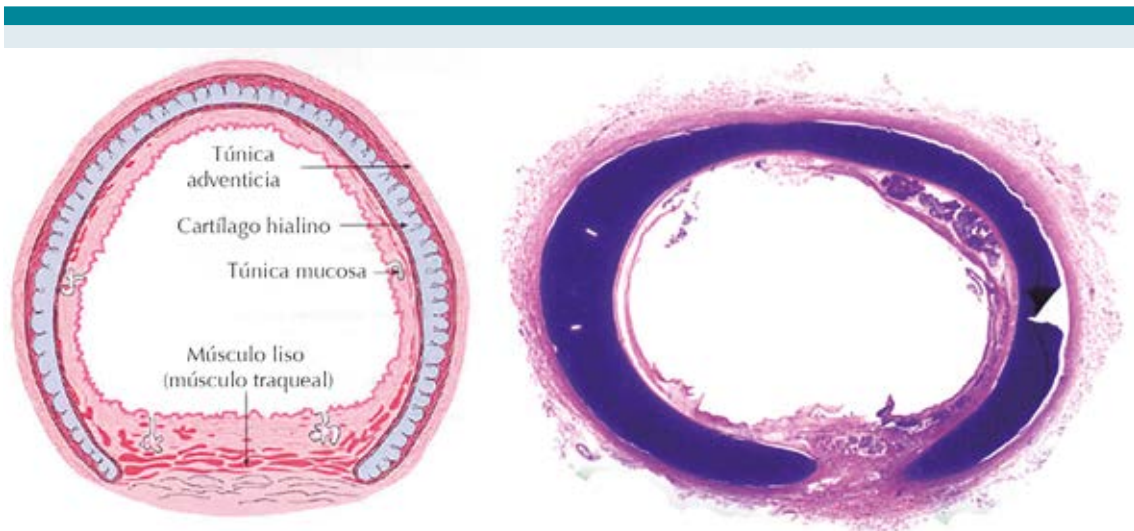 Túnica
adventicia
Cartílago hialino
Túnica mucosa
Músculo liso
(músculo traqueal)